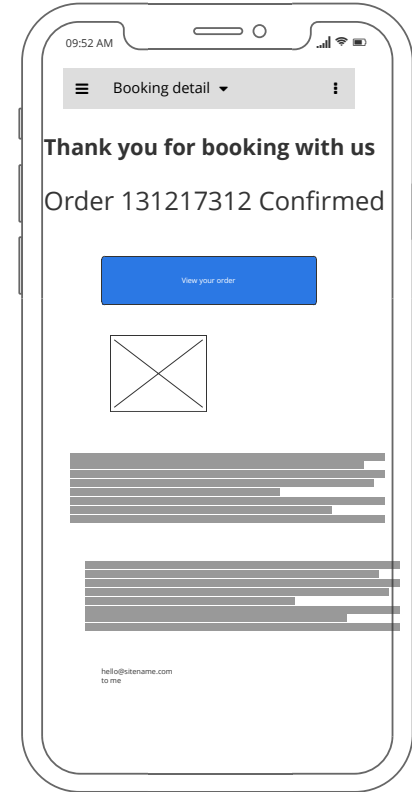 09:52 AM
Booking detail
Thank you for booking with us
Order 131217312 Confirmed
View your order
hello@sitename.com
to me